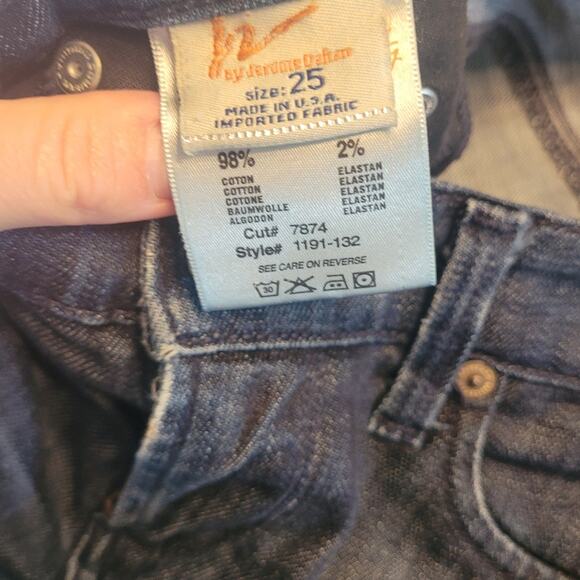 by Jerome Dahan
size: 25
MADE IN U.S.A.
IMPORTED FABRIC
98% 2%
COTON ELASTAN
COTTON ELASTAN
COTONE ELASTAN
BAUMWOLLE ELASTAN
ALGODON
Cut# 7874
Style# 1191-132
SEE CARE ON REVERSE
30